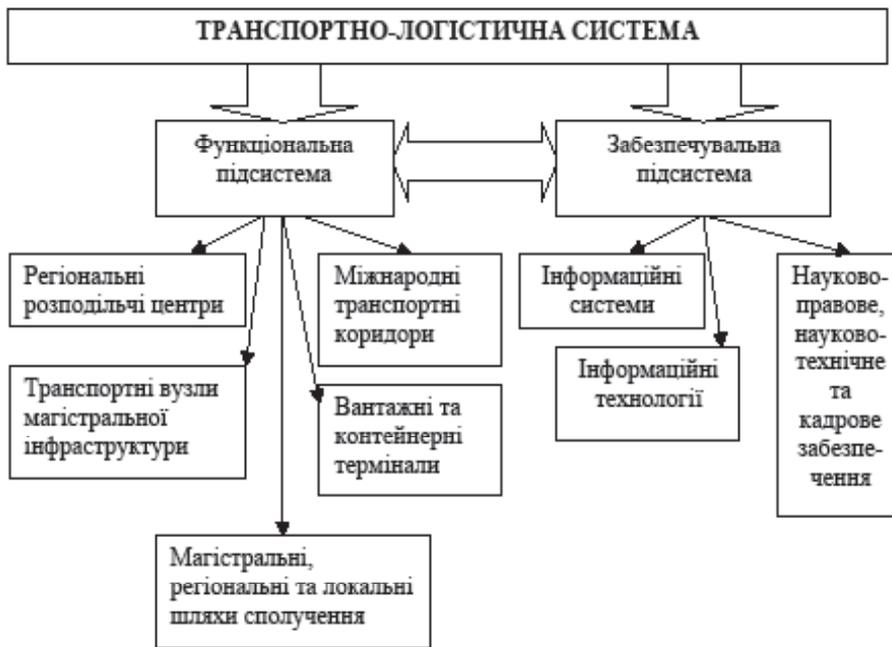 ТРАНСПОРТНО-ЛОГІСТИЧНА СИСТЕМА
Функціональна
підсистема
Забезпечувальна
підсистема
Регіональні
розподільчі центри
Міжнародні
транспортні
коридори
Інформаційні
системи
Науково-
правове,
науково-
технічне
та
кадрове
забезпе-
чення
Транспортні вузли
магістральної
інфраструктури
Вантажні та
контейнерні
термінали
Інформаційні
технології
Магістральні,
регіональні та локальні
шляхи сполучення